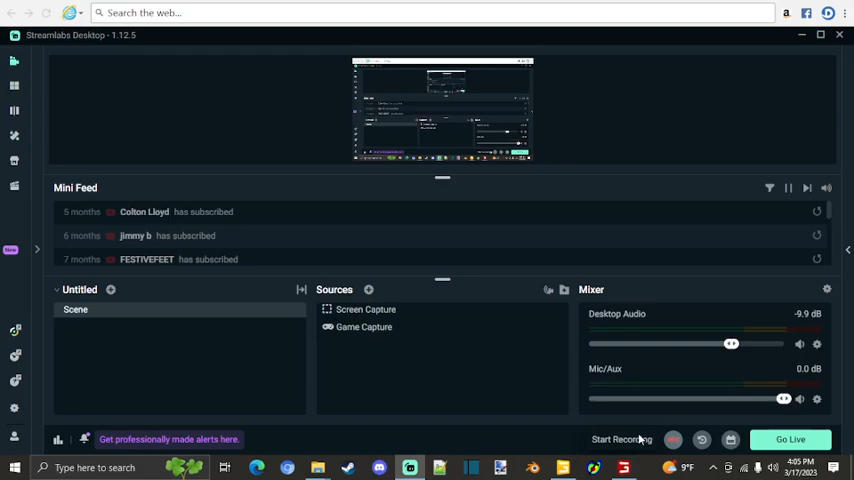 Search the web...
Streamlabs Desktop - 1.12.5
Mini Feed
5 months Colton Lloyd has subscribed
6 months jimmy b has subscribed
7 months FESTIVEFEET has subscribed
New
Untitled
Scene
Sources
Screen Capture
Game Capture
Mixer
Desktop Audio -9.9 dB
Mic/Aux 0.0 dB
Get professionally made alerts here.
Start Recording
REC
Go Live
Type here to search
9°F
4:05 PM
3/17/2023